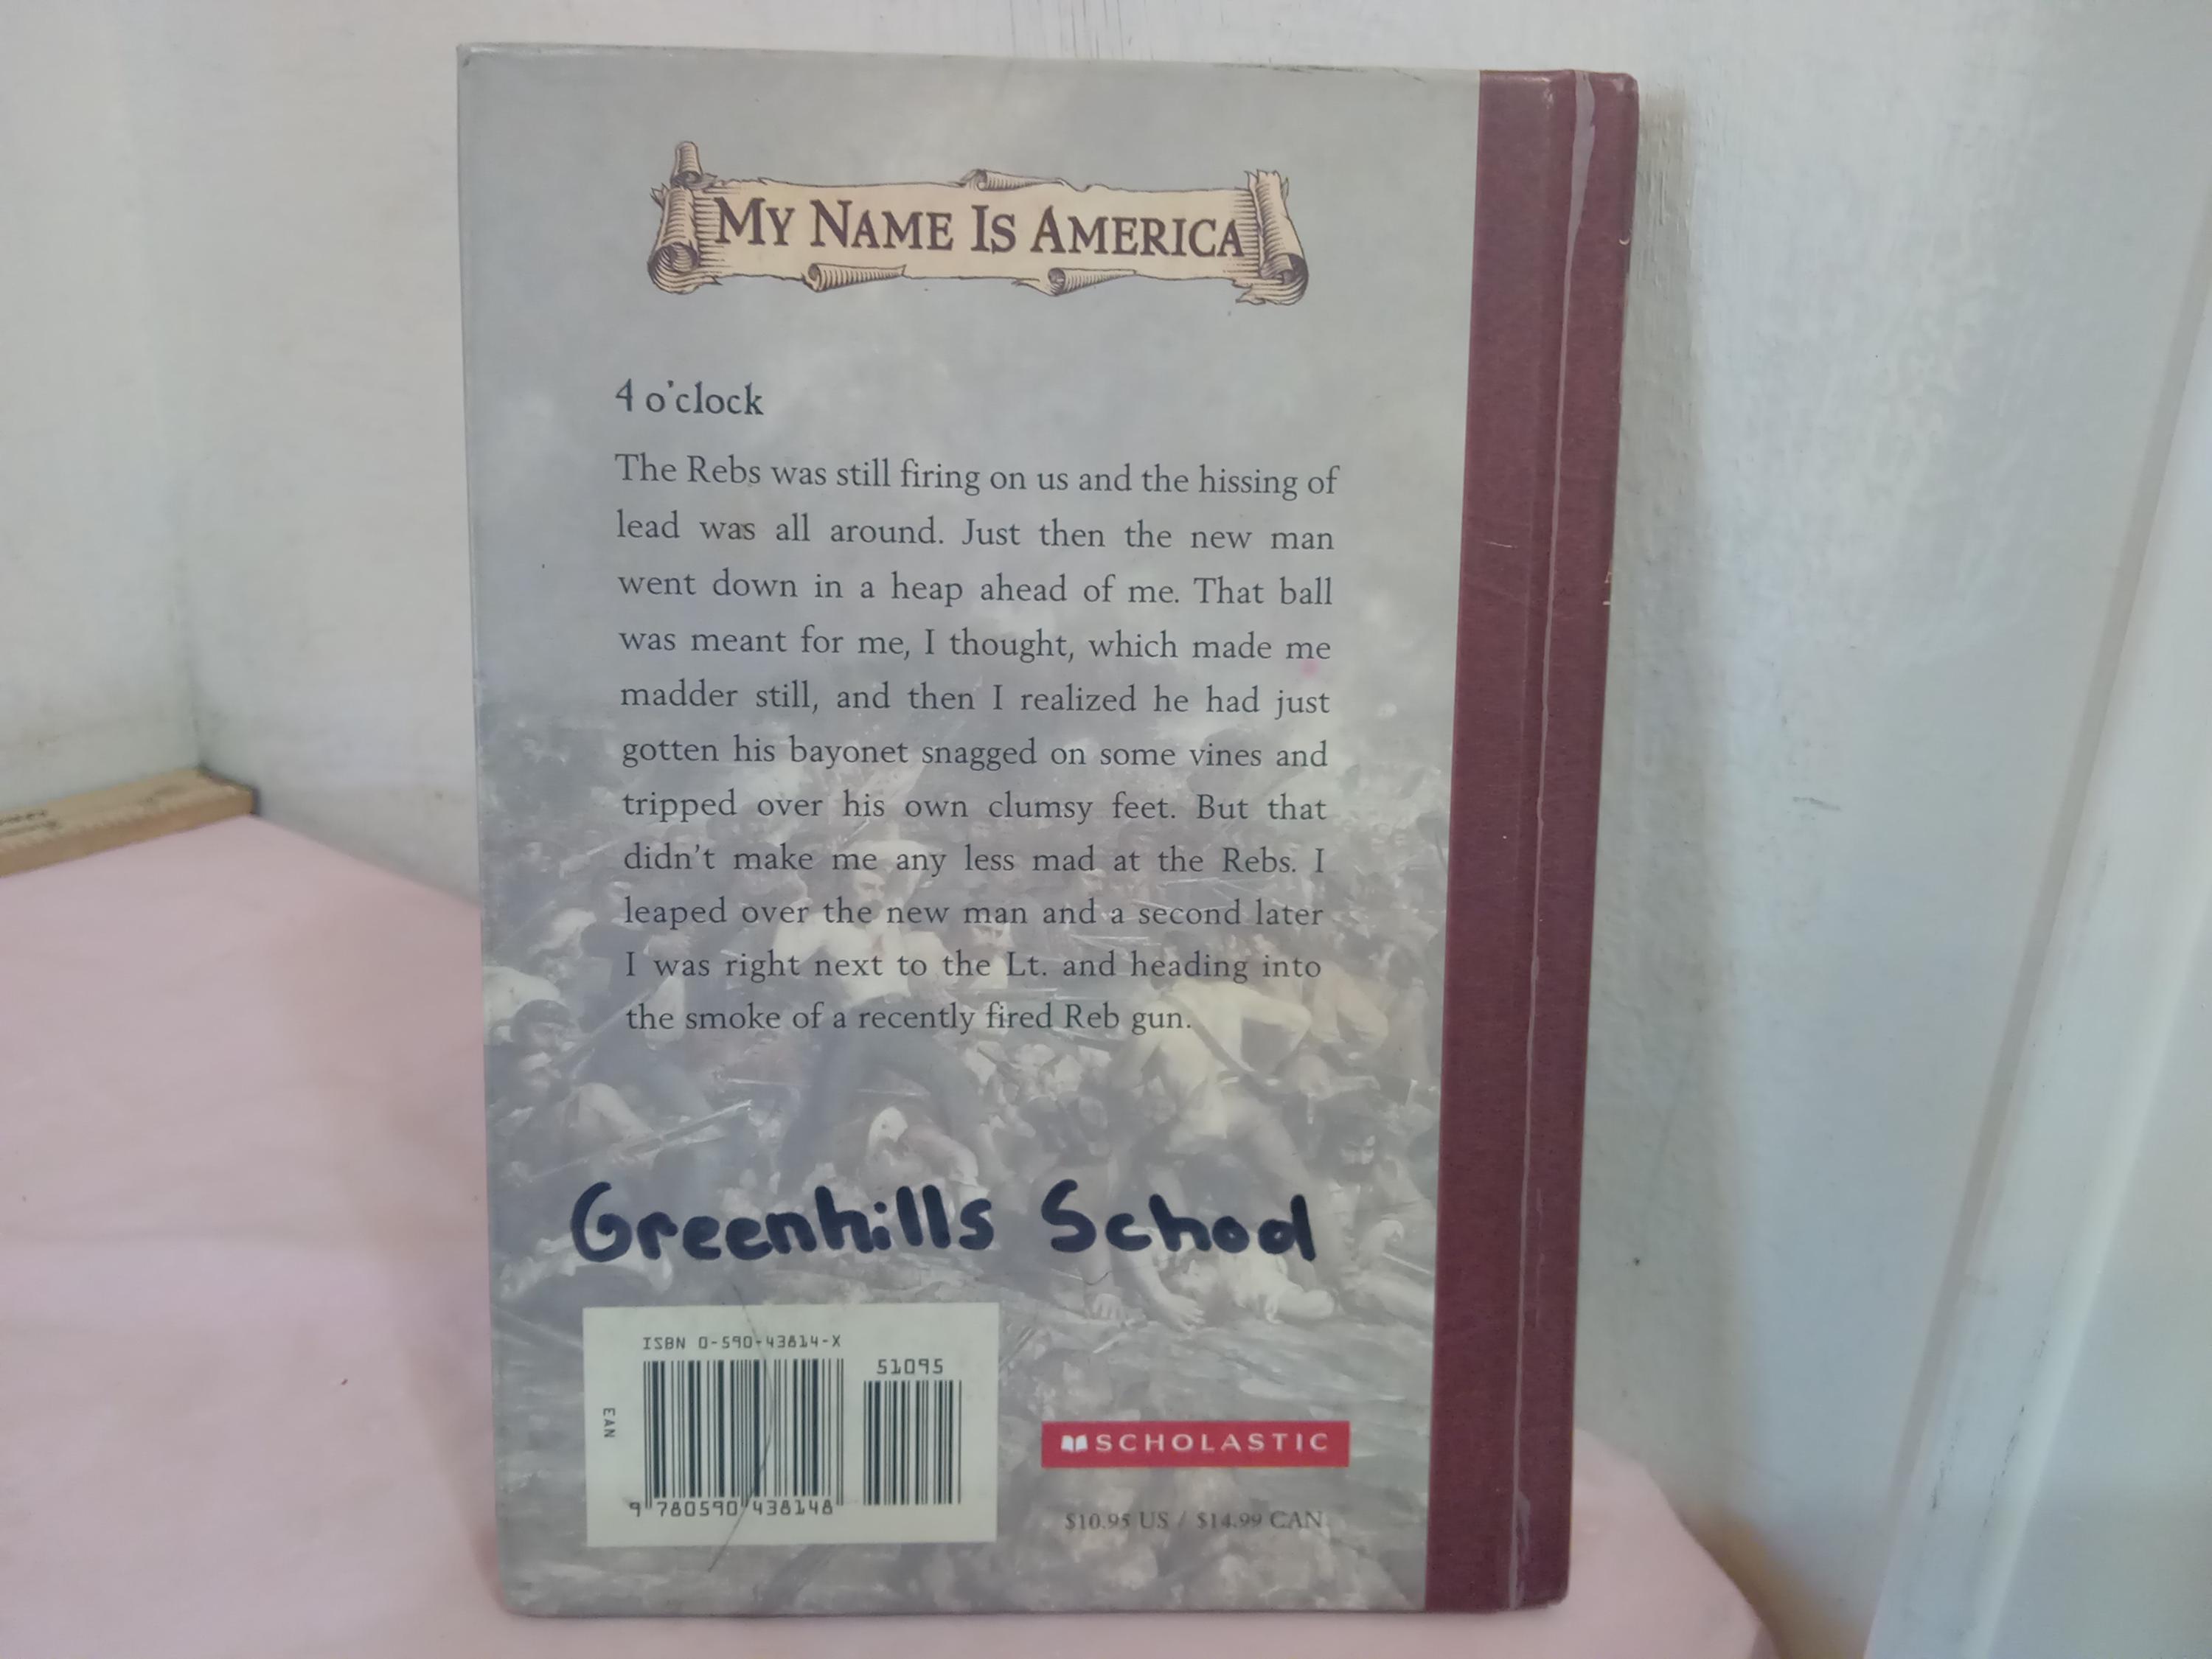 MY NAME IS AMERICA
4 o'clock
The Rebs was still firing on us and the hissing of
lead was all around. Just then the new man
went down in a heap ahead of me. That ball
was meant for me, I thought, which made me
madder still, and then I realized he had just
gotten his bayonet snagged on some vines and
tripped over his own clumsy feet. But that
didn't make me any less mad at the Rebs. I
leaped over the new man and a second later
I was right next to the Lt. and heading into
the smoke of a recently fired Reb gun.
Greenhills School
ISBN 0-590-43814-X
51095
EAN
9 780590 438148
SCHOLASTIC
$10.95 US / $14.99 CAN